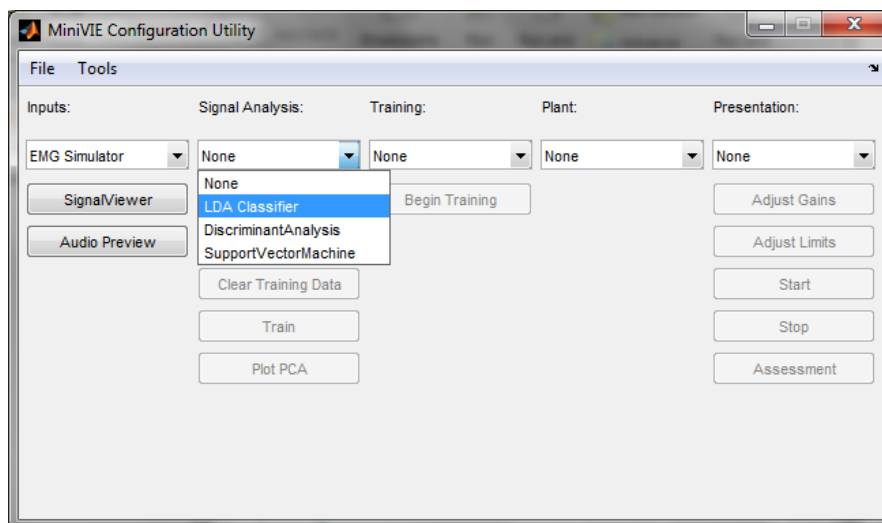 MiniVIE Configuration Utility
File Tools
Inputs: Signal Analysis: Training: Plant: Presentation:
EMG Simulator None None None None
None
LDA Classifier
DiscriminantAnalysis
SupportVectorMachine
SignalViewer Begin Training Adjust Gains
Audio Preview Adjust Limits
Clear Training Data Start
Train Stop
Plot PCA Assessment